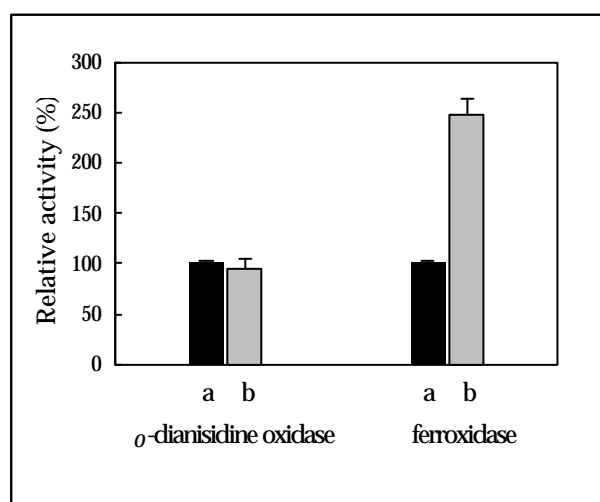 Relative activity (%)
300
250
200
150
100
50
0
a b a b
o-dianisidine oxidase ferroxidase